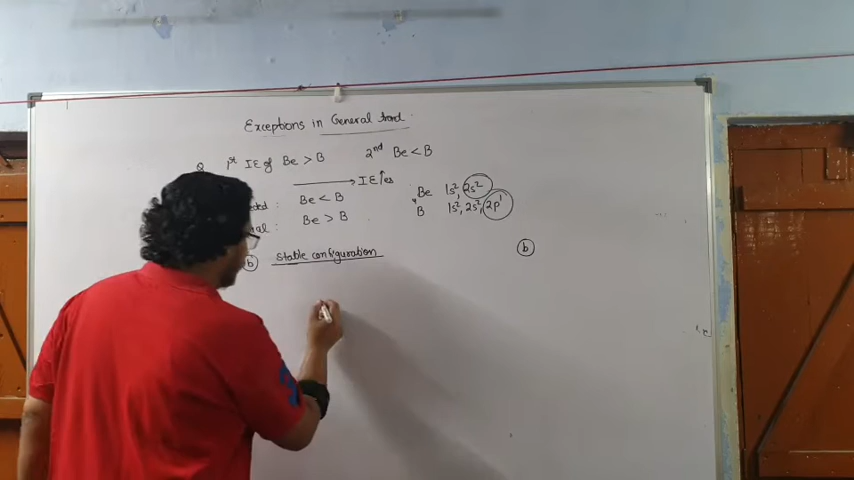 Exceptions in General trend
Q 1st IE of Be > B 2nd Be < B
→ IE ↑es
: Be < B
: Be > B
Be 1s², 2s²
B 1s², 2s², 2p¹
b Stable configuration
b